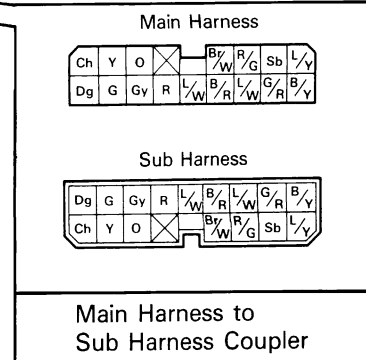 Main Harness
Ch Y O Br/W R/G Sb L/Y
Dg G Gy R L/W B/R L/W G/R B/Y
Sub Harness
Dg G Gy R L/W B/R L/W G/R B/Y
Ch Y O Br/W R/G Sb L/Y
Main Harness to
Sub Harness Coupler